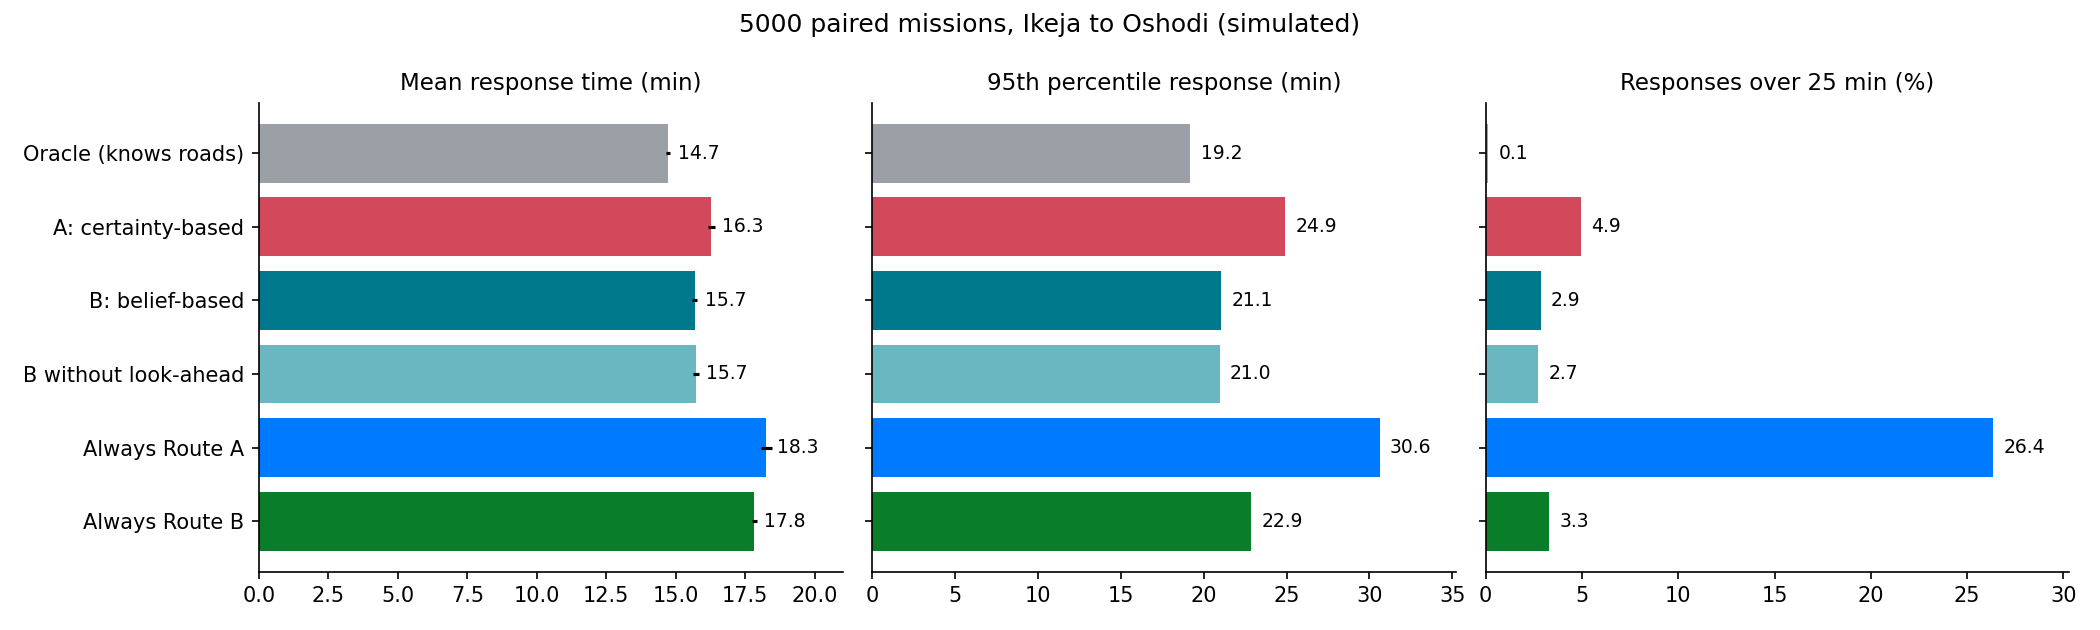 5000 paired missions, Ikeja to Oshodi (simulated)
Mean response time (min)
Oracle (knows roads)
A: certainty-based
B: belief-based
B without look-ahead
Always Route A
Always Route B
14.7
16.3
15.7
15.7
18.3
17.8
0.0 2.5 5.0 7.5 10.0 12.5 15.0 17.5 20.0
95th percentile response (min)
19.2
24.9
21.1
21.0
30.6
22.9
0 5 10 15 20 25 30 35
Responses over 25 min (%)
0.1
4.9
2.9
2.7
26.4
3.3
0 5 10 15 20 25 30